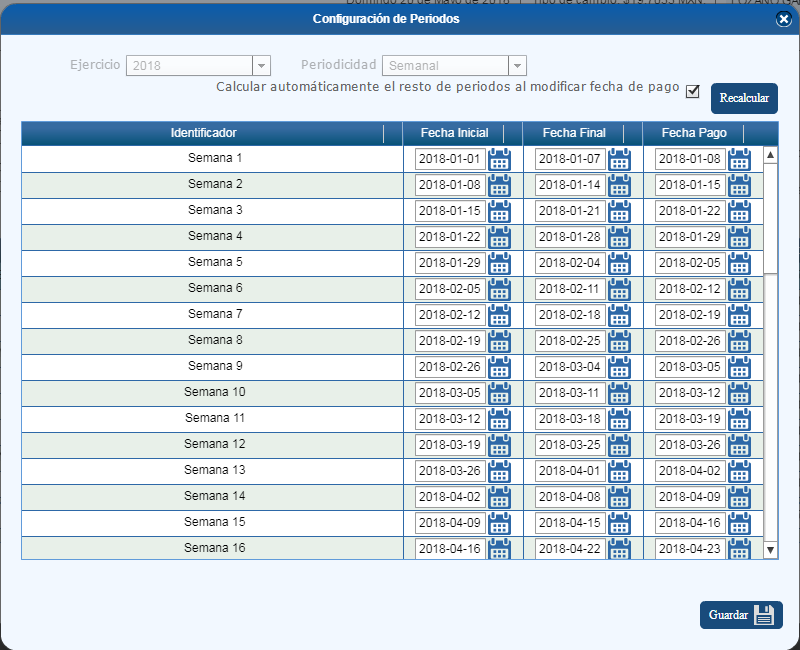 Domingo 20 de Mayo de 2018 Tipo de cambio: $19.7035 MXN
Configuración de Periodos
Ejercicio 2018 Periodicidad Semanal
Calcular automáticamente el resto de periodos al modificar fecha de pago
Recalcular
Identificador Fecha Inicial Fecha Final Fecha Pago
Semana 1 2018-01-01 2018-01-07 2018-01-08
Semana 2 2018-01-08 2018-01-14 2018-01-15
Semana 3 2018-01-15 2018-01-21 2018-01-22
Semana 4 2018-01-22 2018-01-28 2018-01-29
Semana 5 2018-01-29 2018-02-04 2018-02-05
Semana 6 2018-02-05 2018-02-11 2018-02-12
Semana 7 2018-02-12 2018-02-18 2018-02-19
Semana 8 2018-02-19 2018-02-25 2018-02-26
Semana 9 2018-02-26 2018-03-04 2018-03-05
Semana 10 2018-03-05 2018-03-11 2018-03-12
Semana 11 2018-03-12 2018-03-18 2018-03-19
Semana 12 2018-03-19 2018-03-25 2018-03-26
Semana 13 2018-03-26 2018-04-01 2018-04-02
Semana 14 2018-04-02 2018-04-08 2018-04-09
Semana 15 2018-04-09 2018-04-15 2018-04-16
Semana 16 2018-04-16 2018-04-22 2018-04-23
Guardar